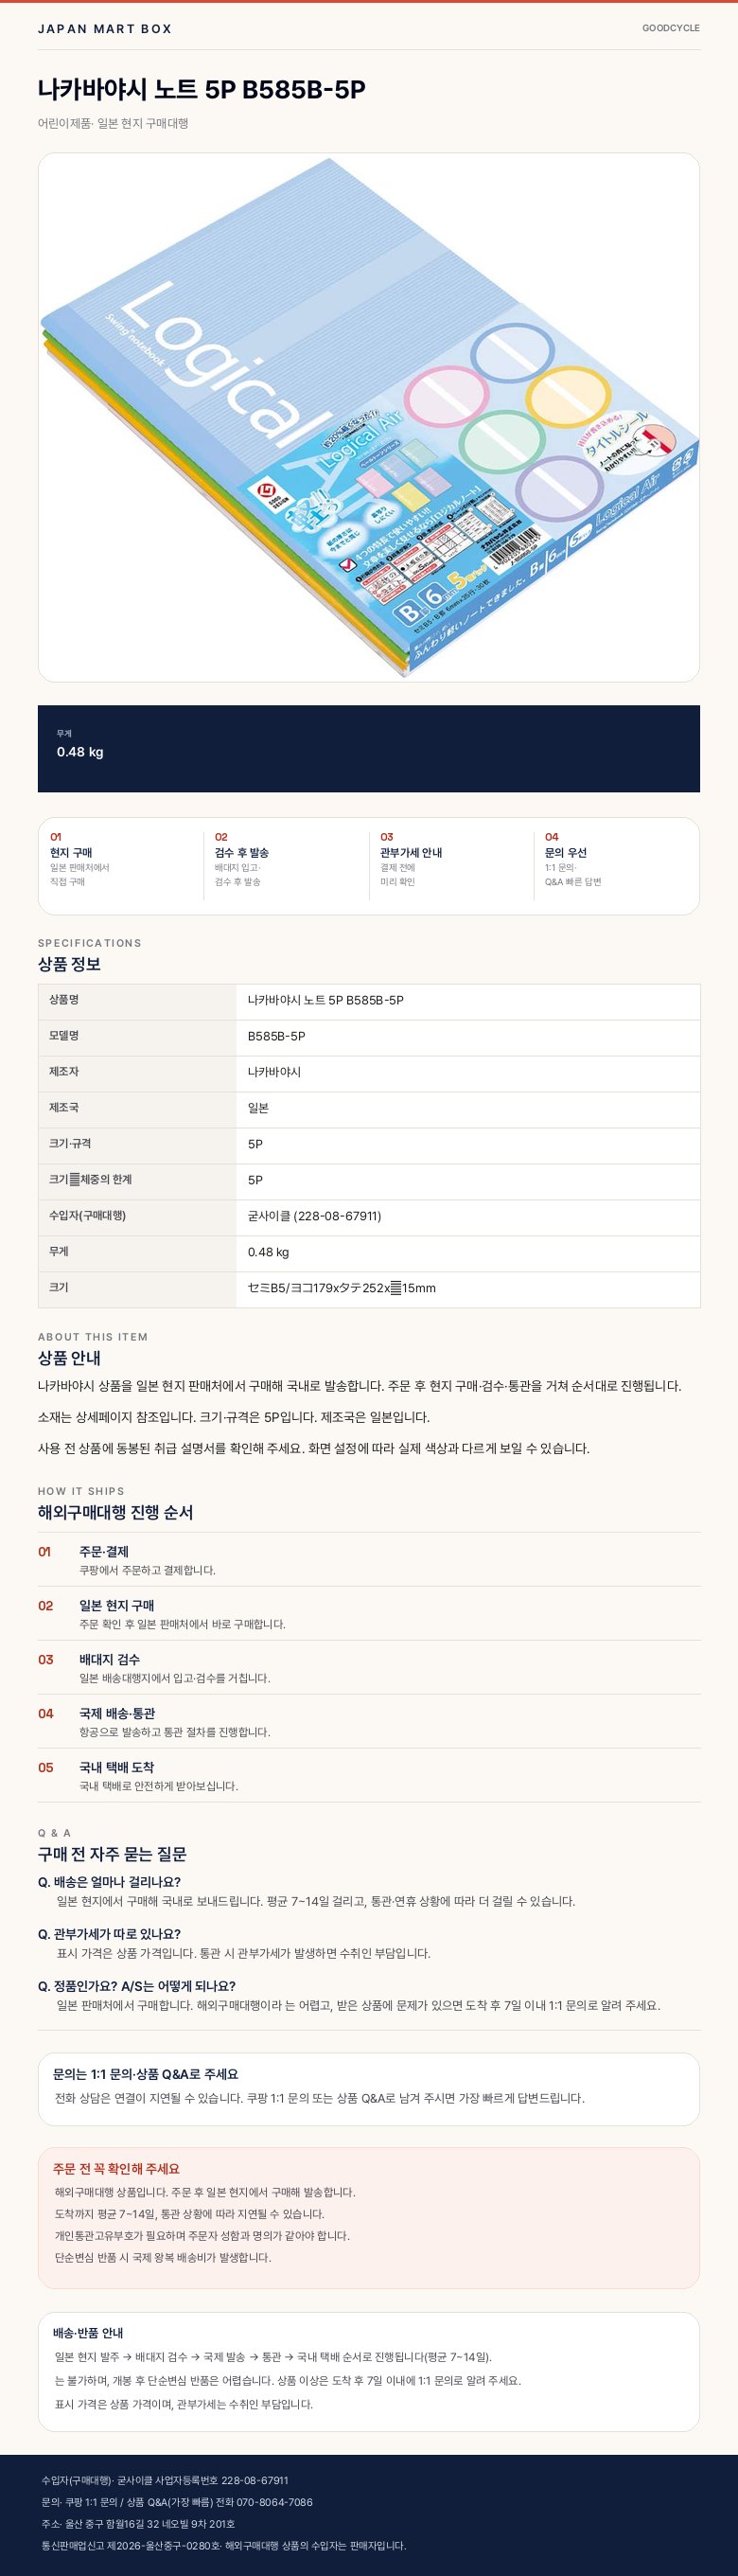 JAPAN MART BOX
GOODCYCLE
나카바야시 노트 5P B585B-5P
어린이제품· 일본 현지 구매대행
Logical
Swing notebook
Logical Air
タイトルシール
GOOD DESIGN
4つの特長で使いやすい!!
B罫 6mm 5冊パック
セミB5・B罫 6mm×35行・30枚
ふんわり軽いノートできました。
Logical Air
무게
0.48 kg
01
현지 구매
일본 판매처에서
직접 구매
02
검수 후 발송
배대지 입고·
검수 후 발송
03
관부가세 안내
결제 전에
미리 확인
04
문의 우선
1:1 문의·
Q&A 빠른 답변
SPECIFICATIONS
상품 정보
상품명 나카바야시 노트 5P B585B-5P
모델명 B585B-5P
제조자 나카바야시
제조국 일본
크기·규격 5P
크기 체중의 한계 5P
수입자(구매대행) 굳사이클 (228-08-67911)
무게 0.48 kg
크기 セミB5/ヨコ179xタテ252x 15mm
ABOUT THIS ITEM
상품 안내
나카바야시 상품을 일본 현지 판매처에서 구매해 국내로 발송합니다. 주문 후 현지 구매·검수·통관을 거쳐 순서대로 진행됩니다.
소재는 상세페이지 참조입니다. 크기·규격은 5P입니다. 제조국은 일본입니다.
사용 전 상품에 동봉된 취급 설명서를 확인해 주세요. 화면 설정에 따라 실제 색상과 다르게 보일 수 있습니다.
HOW IT SHIPS
해외구매대행 진행 순서
01 주문·결제
쿠팡에서 주문하고 결제합니다.
02 일본 현지 구매
주문 확인 후 일본 판매처에서 바로 구매합니다.
03 배대지 검수
일본 배송대행지에서 입고·검수를 거칩니다.
04 국제 배송·통관
항공으로 발송하고 통관 절차를 진행합니다.
05 국내 택배 도착
국내 택배로 안전하게 받아보십니다.
Q & A
구매 전 자주 묻는 질문
Q. 배송은 얼마나 걸리나요?
일본 현지에서 구매해 국내로 보내드립니다. 평균 7~14일 걸리고, 통관·연휴 상황에 따라 더 걸릴 수 있습니다.
Q. 관부가세가 따로 있나요?
표시 가격은 상품 가격입니다. 통관 시 관부가세가 발생하면 수취인 부담입니다.
Q. 정품인가요? A/S는 어떻게 되나요?
일본 판매처에서 구매합니다. 해외구매대행이라 는 어렵고, 받은 상품에 문제가 있으면 도착 후 7일 이내 1:1 문의로 알려 주세요.
문의는 1:1 문의·상품 Q&A로 주세요
전화 상담은 연결이 지연될 수 있습니다. 쿠팡 1:1 문의 또는 상품 Q&A로 남겨 주시면 가장 빠르게 답변드립니다.
주문 전 꼭 확인해 주세요
해외구매대행 상품입니다. 주문 후 일본 현지에서 구매해 발송합니다.
도착까지 평균 7~14일, 통관 상황에 따라 지연될 수 있습니다.
개인통관고유부호가 필요하며 주문자 성함과 명의가 같아야 합니다.
단순변심 반품 시 국제 왕복 배송비가 발생합니다.
배송·반품 안내
일본 현지 발주 → 배대지 검수 → 국제 발송 → 통관 → 국내 택배 순서로 진행됩니다(평균 7~14일).
는 불가하며, 개봉 후 단순변심 반품은 어렵습니다. 상품 이상은 도착 후 7일 이내에 1:1 문의로 알려 주세요.
표시 가격은 상품 가격이며, 관부가세는 수취인 부담입니다.
수입자(구매대행)· 굳사이클 사업자등록번호 228-08-67911
문의· 쿠팡 1:1 문의 / 상품 Q&A(가장 빠름) 전화 070-8064-7086
주소· 울산 중구 함월16길 32 네오빌 9차 201호
통신판매업신고 제2026-울산중구-0280호· 해외구매대행 상품의 수입자는 판매자입니다.